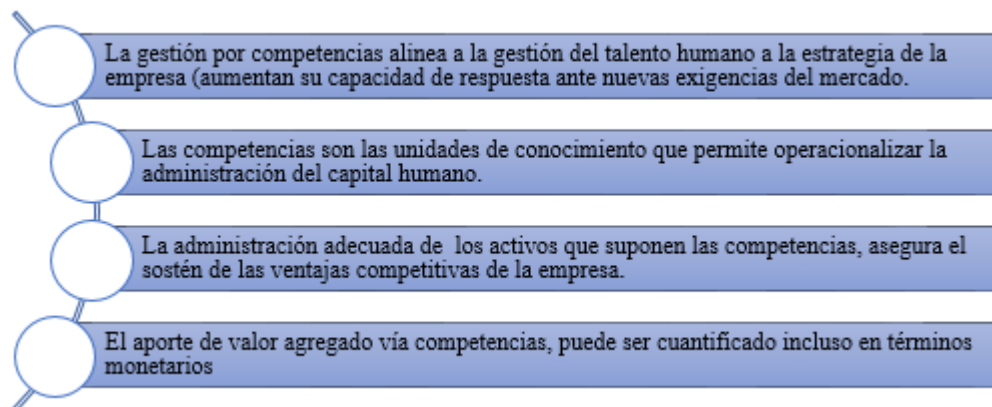 La gestión por competencias alinea a la gestión del talento humano a la estrategia de la
empresa (aumentan su capacidad de respuesta ante nuevas exigencias del mercado.
Las competencias son las unidades de conocimiento que permite operacionalizar la
administración del capital humano.
La administración adecuada de  los activos que suponen las competencias, asegura el
sostén de las ventajas competitivas de la empresa.
El aporte de valor agregado vía competencias, puede ser cuantificado incluso en términos
monetarios